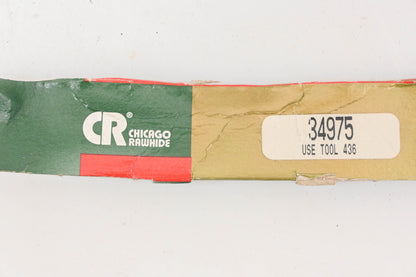 CR®
CHICAGO
RAWHIDE
34975
USE TOOL 436